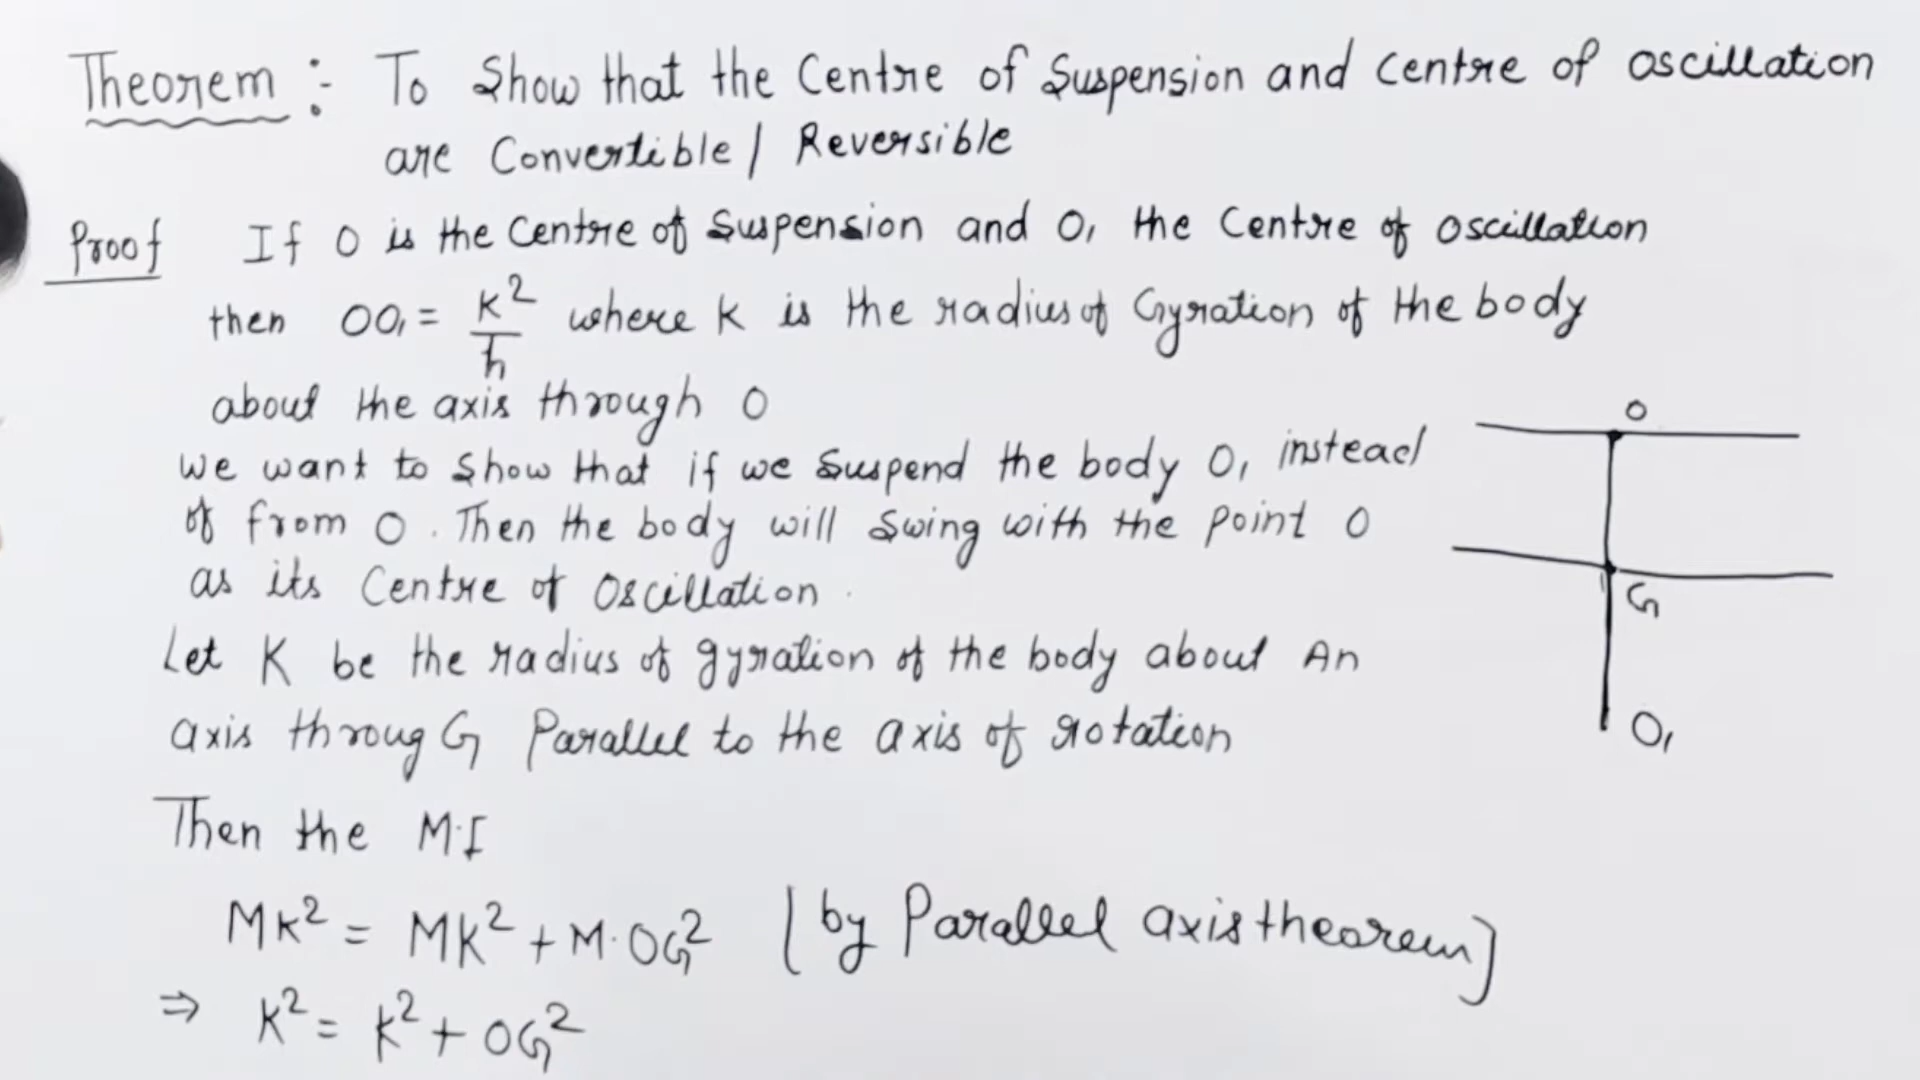 Theorem :- To Show that the Centre of Suspension and centre of oscillation
are Convertible / Reversible
Proof If O is the Centre of Suspension and O₁ the Centre of oscillation
then OO₁ = k²/h where k is the radius of Gyration of the body
about the axis through O
We want to show that if we suspend the body O₁ instead
of from O. Then the body will swing with the point O
as its Centre of Oscillation.
Let K be the radius of gyration of the body about An
axis throug G Parallel to the axis of rotation
Then the M.I
Mk² = MK² + M.OG² [by Parallel axis theorem]
⇒ k² = K² + OG²
O
G
O₁